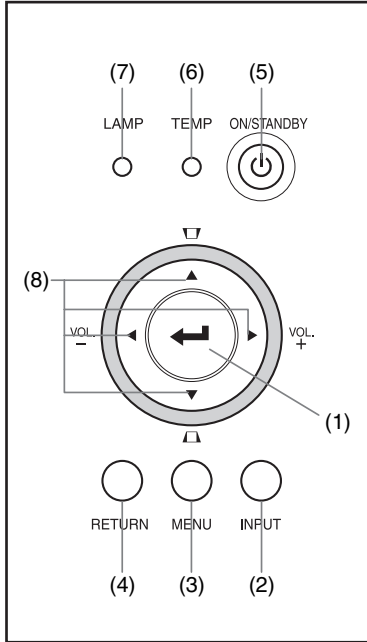 (7) (6) (5)
LAMP TEMP ON/STANDBY
(8)
VOL. − VOL. +
(1)
RETURN MENU INPUT
(4) (3) (2)